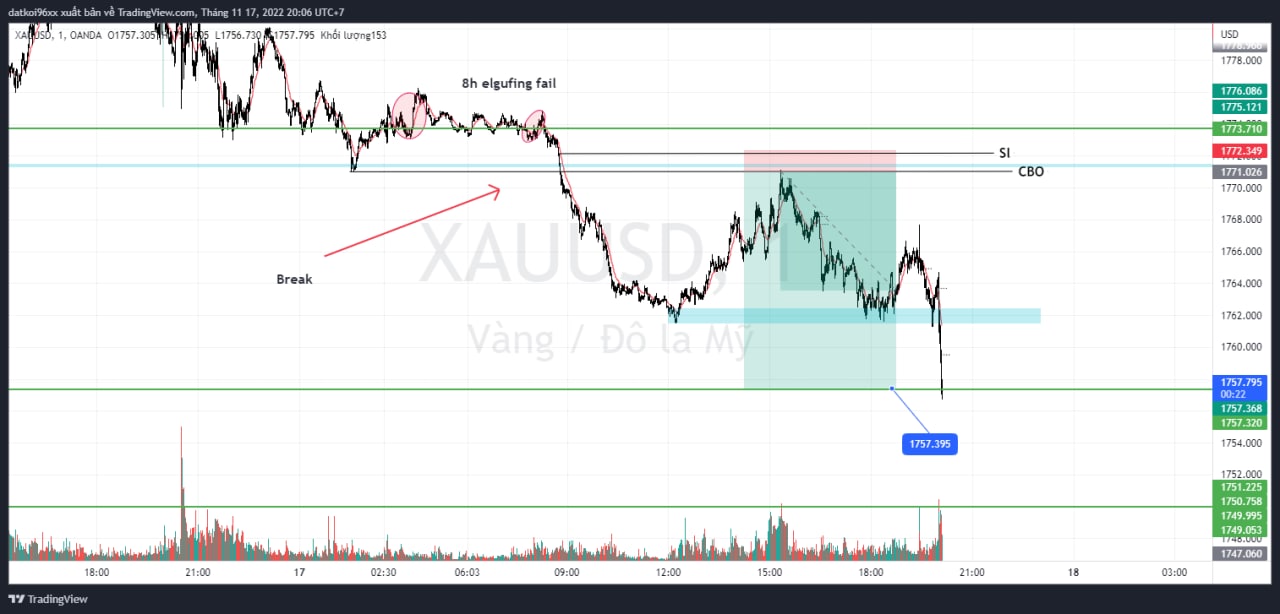 datkoi96xx xuất bản về TradingView.com, Tháng 11 17, 2022 20:06 UTC+7
XAUUSD, 1, OANDA O1757.305 L1756.730 1757.795 Khối lượng153
USD
1778.966
1778.000
8h elgufing fail
1776.086
1775.121
1773.710
SI
1772.349
CBO
1771.026
1770.000
1768.000
XAUUSD, 1
1766.000
Break
1764.000
1762.000
Vàng / Đô la Mỹ
1760.000
1757.795
00:22
1757.368
1757.320
1757.395
1754.000
1752.000
1751.225
1750.758
1749.995
1749.053
1748.000
1747.060
18:00 21:00 17 02:30 06:03 09:00 12:00 15:00 18:00 21:00 18 03:00
TradingView